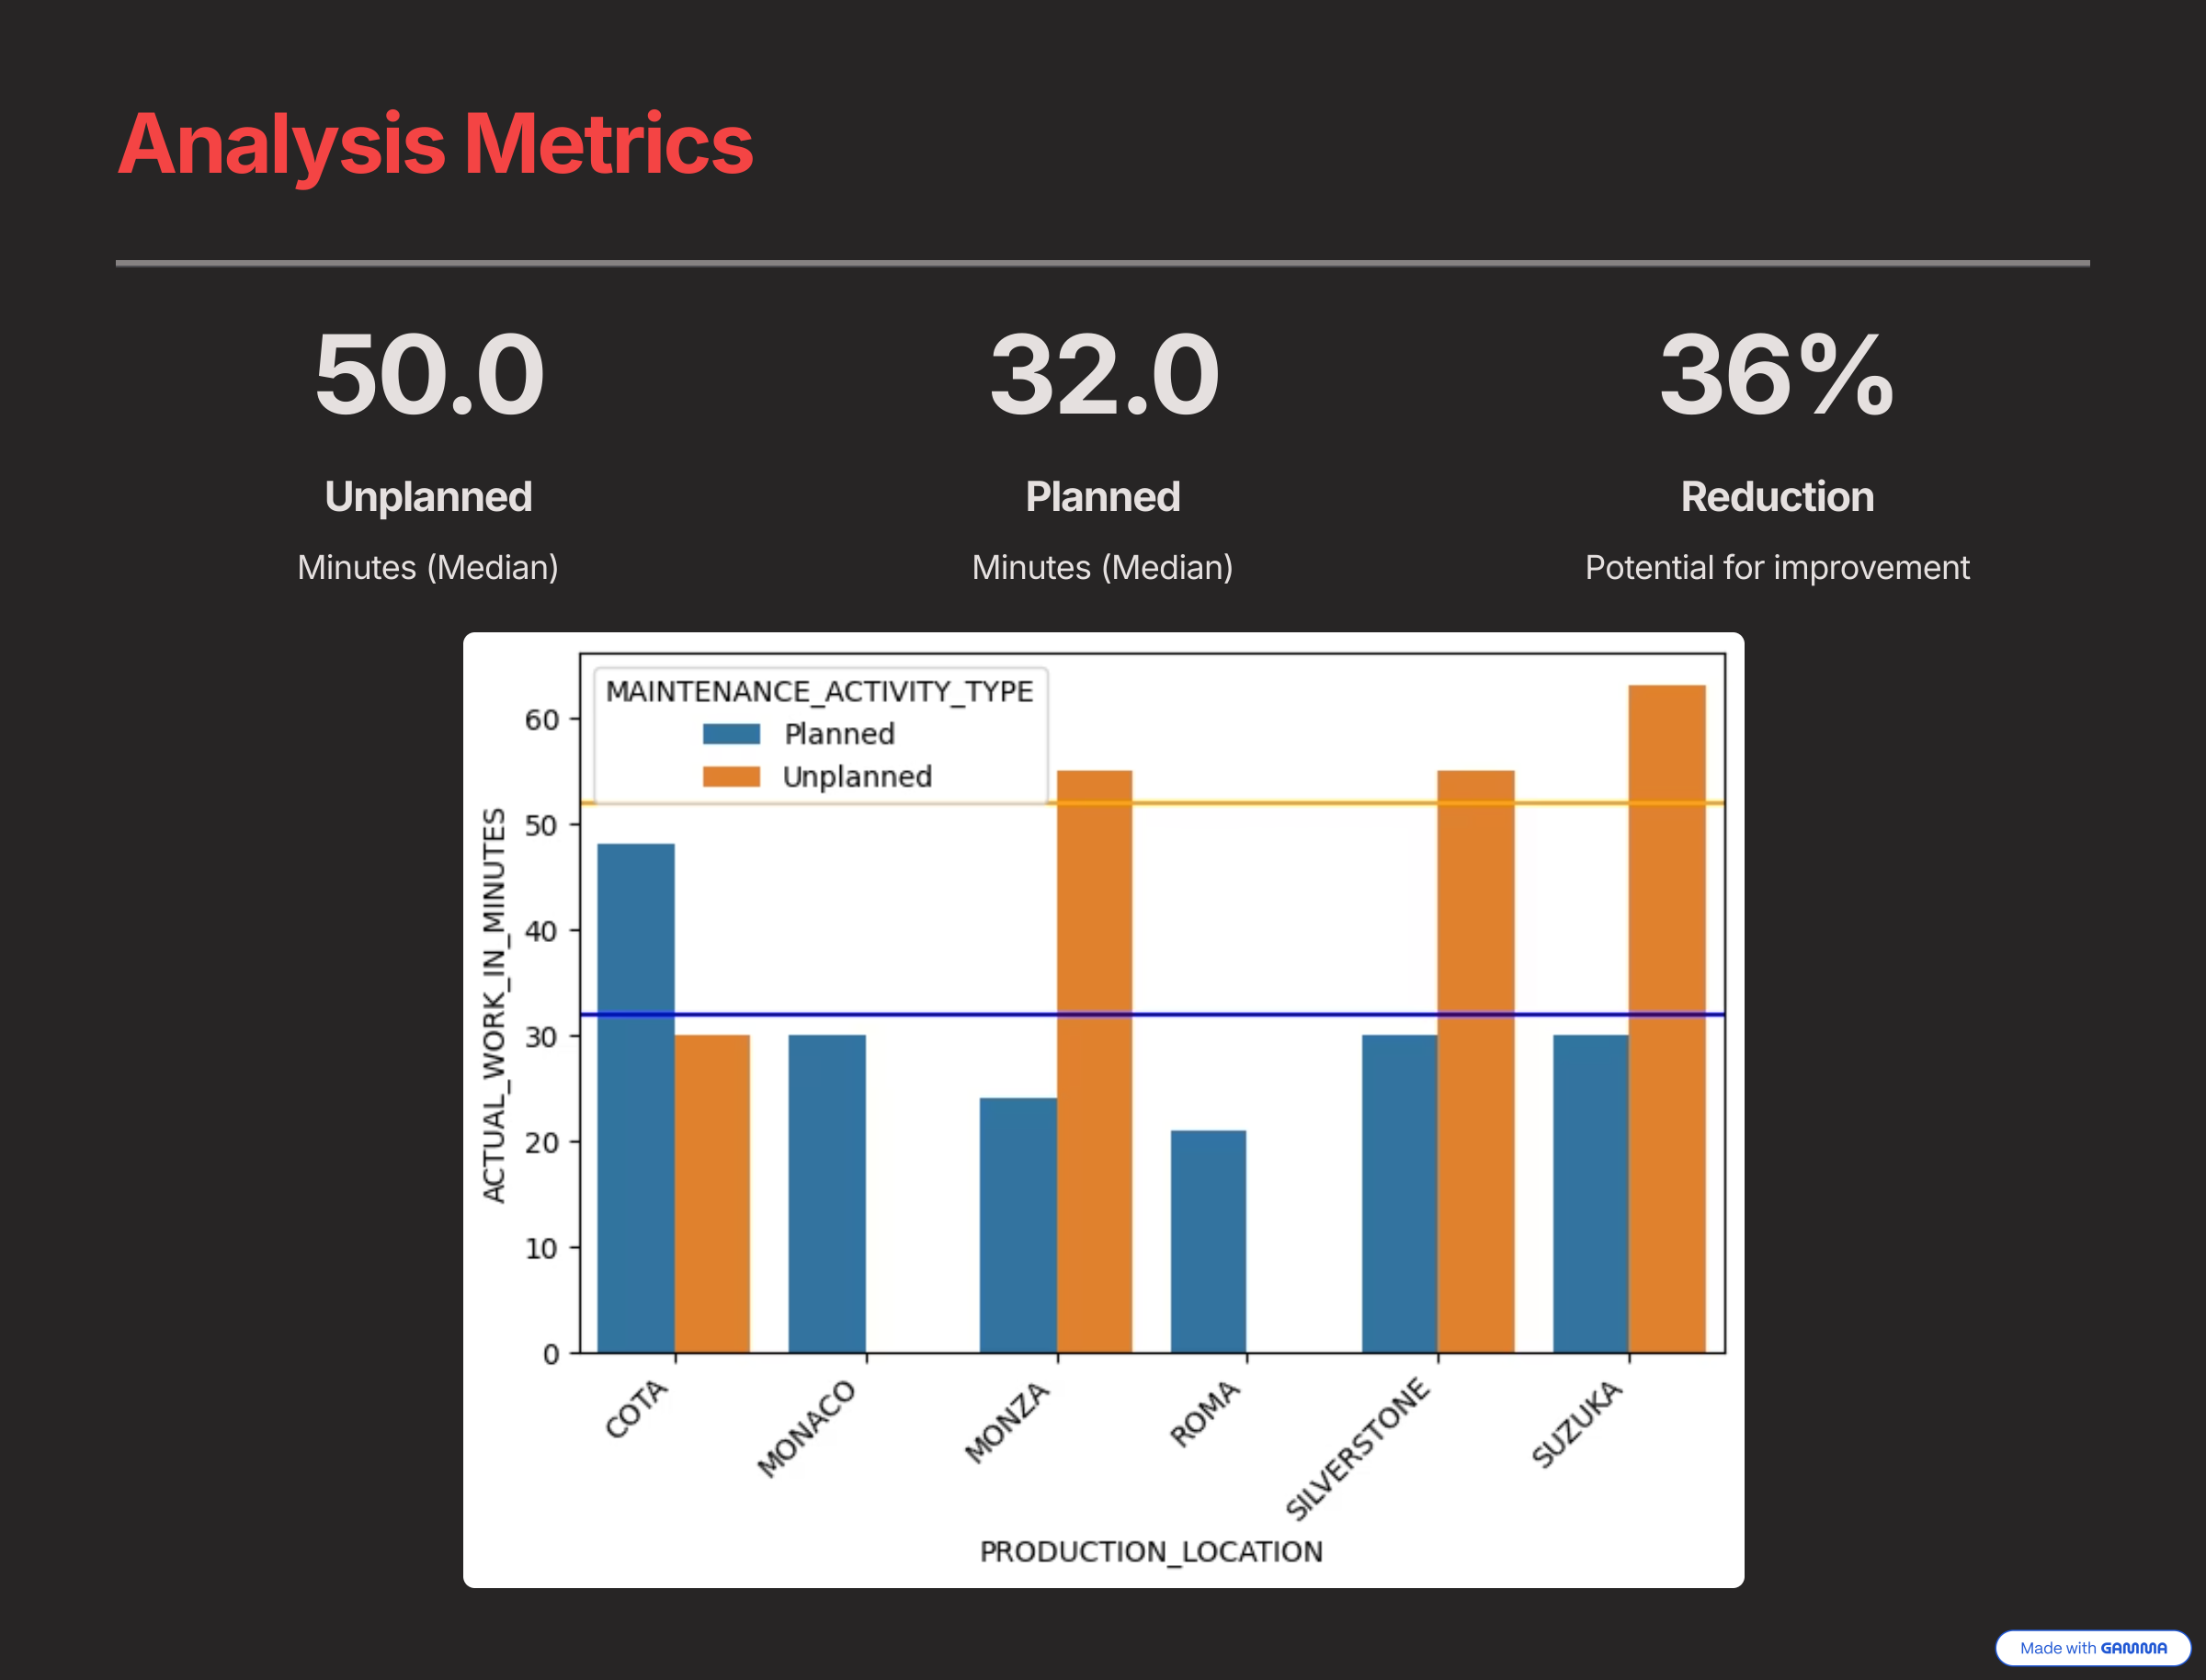 Analysis Metrics
50.0
32.0
36%
Unplanned
Planned
Reduction
Minutes (Median)
Minutes (Median)
Potential for improvement
MAINTENANCE_ACTIVITY_TYPE
Planned
Unplanned
ACTUAL_WORK_IN_MINUTES
60
50
40
30
20
10
0
COTA
MONACO
MONZA
ROMA
SILVERSTONE
SUZUKA
PRODUCTION_LOCATION
Made with GAMMA